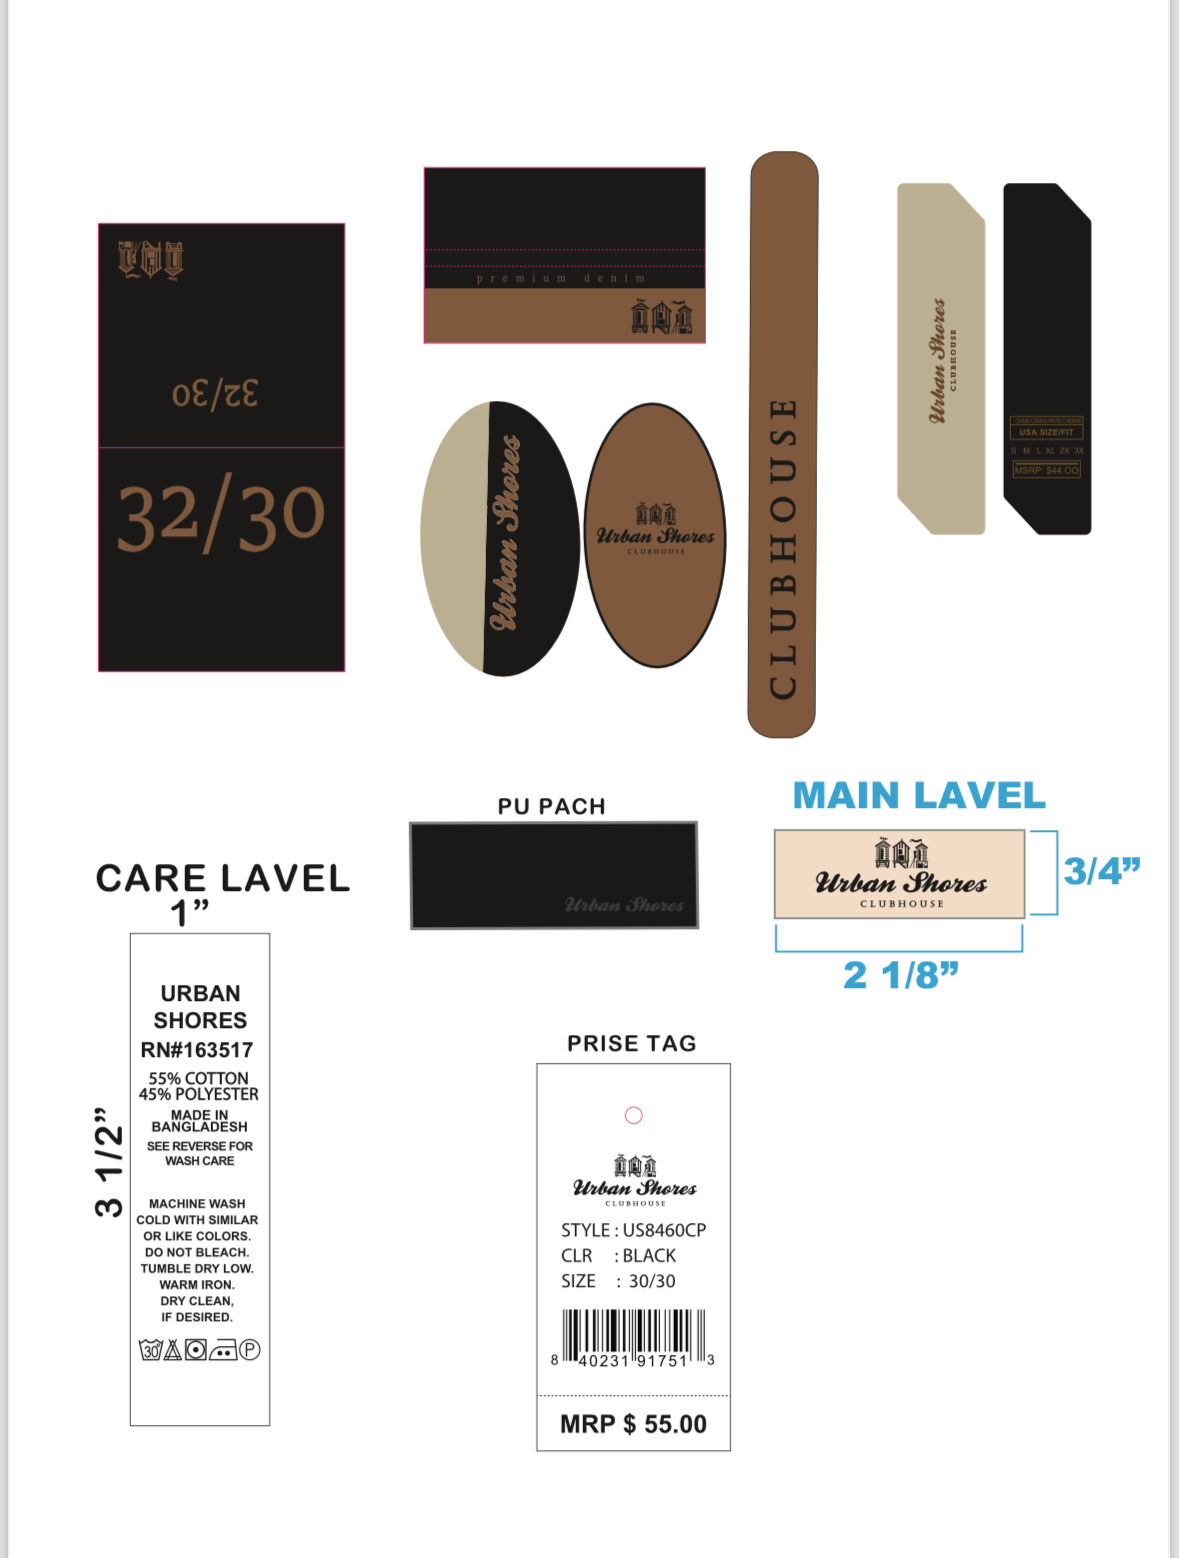 32/30
32/30
premium denim
Urban Shores
Urban Shores
CLUBHOUSE
CLUBHOUSE
Urban Shores
CLUBHOUSE
USA SIZE/FIT
S M L XL 2X 3X
MSRP: $44.00
PU PACH
Urban Shores
MAIN LAVEL
Urban Shores
CLUBHOUSE
3/4”
2 1/8”
CARE LAVEL
1”
3 1/2”
URBAN
SHORES
RN#163517
55% COTTON
45% POLYESTER
MADE IN
BANGLADESH
SEE REVERSE FOR
WASH CARE
MACHINE WASH
COLD WITH SIMILAR
OR LIKE COLORS.
DO NOT BLEACH.
TUMBLE DRY LOW.
WARM IRON.
DRY CLEAN,
IF DESIRED.
30° P
PRISE TAG
Urban Shores
CLUBHOUSE
STYLE : US8460CP
CLR : BLACK
SIZE : 30/30
8 40231 91751 3
MRP $ 55.00